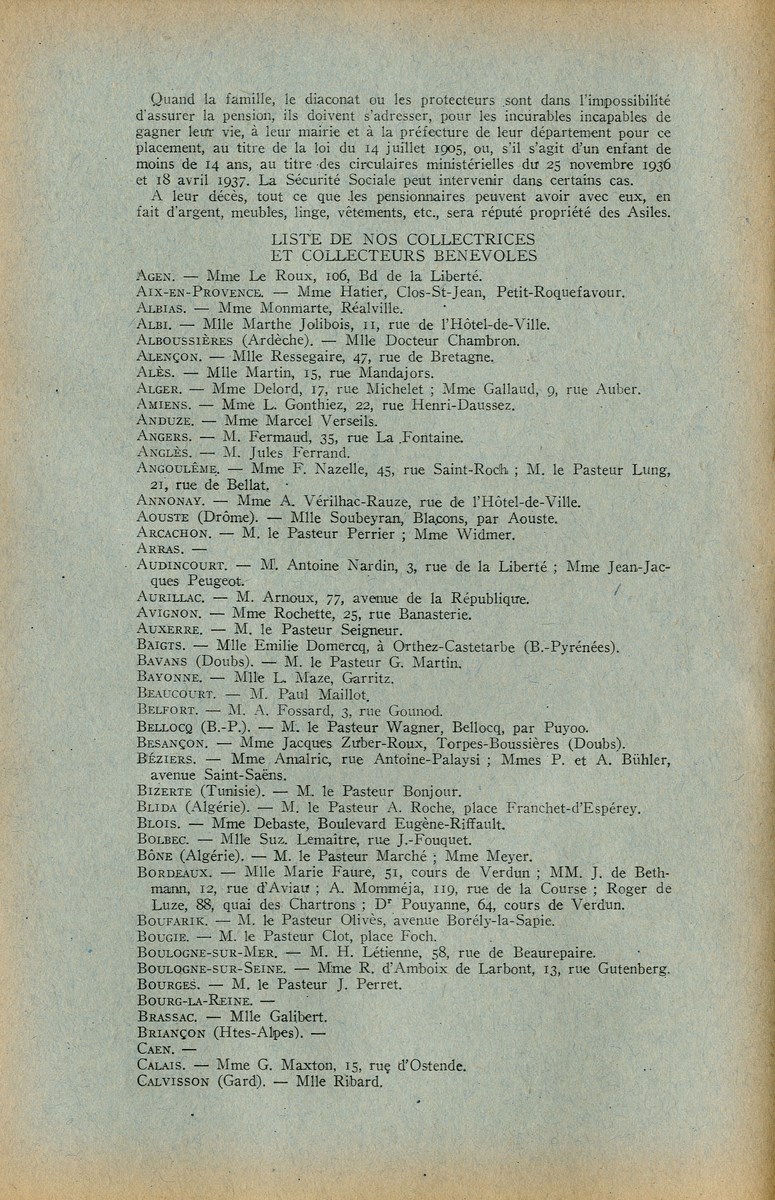 Quand la famille, le diaconat ou les protecteurs sont dans l'impossibilité
d'assurer la pension, ils doivent s'adresser, pour les incurables incapables de
gagner leur vie, à leur mairie et à la préfecture de leur département pour ce
placement, au titre de la loi du 14 juillet 1905, ou, s'il s'agit d'un enfant de
moins de 14 ans, au titre des circulaires ministérielles du 25 novembre 1936
et 18 avril 1937. La Sécurité Sociale peut intervenir dans certains cas.
A leur décès, tout ce que les pensionnaires peuvent avoir avec eux, en
fait d'argent, meubles, linge, vêtements, etc., sera réputé propriété des Asiles.
LISTE DE NOS COLLECTRICES
ET COLLECTEURS BENEVOLES
AGEN. — Mme Le Roux, 106, Bd de la Liberté.
AIX-EN-PROVENCE. — Mme Hatier, Clos-St-Jean, Petit-Roquefavour.
ALBIAS. — Mme Monmarte, Réalville.
ALBI. — Mlle Marthe Jolibois, 11, rue de l'Hôtel-de-Ville.
ALBOUSSIÈRES (Ardèche). — Mlle Docteur Chambron.
ALENÇON. — Mlle Ressegaire, 47, rue de Bretagne.
ALÈS. — Mlle Martin, 15, rue Mandajors.
ALGER. — Mme Delord, 17, rue Michelet ; Mme Gallaud, 9, rue Auber.
AMIENS. — Mme L. Gonthiez, 22, rue Henri-Daussez.
ANDUZE. — Mme Marcel Verseils.
ANGERS. — M. Fermaud, 35, rue La Fontaine.
ANGLÈS. — M. Jules Ferrand.
ANGOULÊME. — Mme F. Nazelle, 45, rue Saint-Roch ; M. le Pasteur Lung,
21, rue de Bellat.
ANNONAY. — Mme A. Vérilhac-Rauze, rue de l'Hôtel-de-Ville.
AOUSTE (Drôme). — Mlle Soubeyran, Blacons, par Aouste.
ARCACHON. — M. le Pasteur Perrier ; Mme Widmer.
ARRAS. —
AUDINCOURT. — M. Antoine Nardin, 3, rue de la Liberté ; Mme Jean-Jac-
ques Peugeot.
AURILLAC. — M. Arnoux, 77, avenue de la République.
AVIGNON. — Mme Rochette, 25, rue Banasterie.
AUXERRE. — M. le Pasteur Seigneur.
BAIGTS. — Mlle Emilie Domercq, à Orthez-Castetarbe (B.-Pyrénées).
BAVANS (Doubs). — M. le Pasteur G. Martin.
BAYONNE. — Mlle L. Maze, Garritz.
BEAUCOURT. — M. Paul Maillot.
BELFORT. — M. A. Fossard, 3, rue Gounod.
BELLOCQ (B.-P.). — M. le Pasteur Wagner, Bellocq, par Puyoo.
BESANÇON. — Mme Jacques Zuber-Roux, Torpes-Boussières (Doubs).
BÉZIERS. — Mme Amalric, rue Antoine-Palaysi ; Mmes P. et A. Bühler,
avenue Saint-Saëns.
BIZERTE (Tunisie). — M. le Pasteur Bonjour.
BLIDA (Algérie). — M. le Pasteur A. Roche, place Franchet-d'Espérey.
BLOIS. — Mme Debaste, Boulevard Eugène-Riffault.
BOLBEC. — Mlle Suz. Lemaître, rue J.-Fouquet.
BÔNE (Algérie). — M. le Pasteur Marché ; Mme Meyer.
BORDEAUX. — Mlle Marie Faure, 51, cours de Verdun ; MM. J. de Beth-
mann, 12, rue d'Aviau ; A. Momméja, 119, rue de la Course ; Roger de
Luze, 88, quai des Chartrons ; Dr Pouyanne, 64, cours de Verdun.
BOUFARIK. — M. le Pasteur Olivès, avenue Borély-la-Sapie.
BOUGIE. — M. le Pasteur Clot, place Foch.
BOULOGNE-SUR-MER. — M. H. Létienne, 58, rue de Beaurepaire.
BOULOGNE-SUR-SEINE. — Mme R. d'Amboix de Larbont, 13, rue Gutenberg.
BOURGES. — M. le Pasteur J. Perret.
BOURG-LA-REINE. —
BRASSAC. — Mlle Galibert.
BRIANÇON (Htes-Alpes). —
CAEN. —
CALAIS. — Mme G. Maxton, 15, rue d'Ostende.
CALVISSON (Gard). — Mlle Ribard.